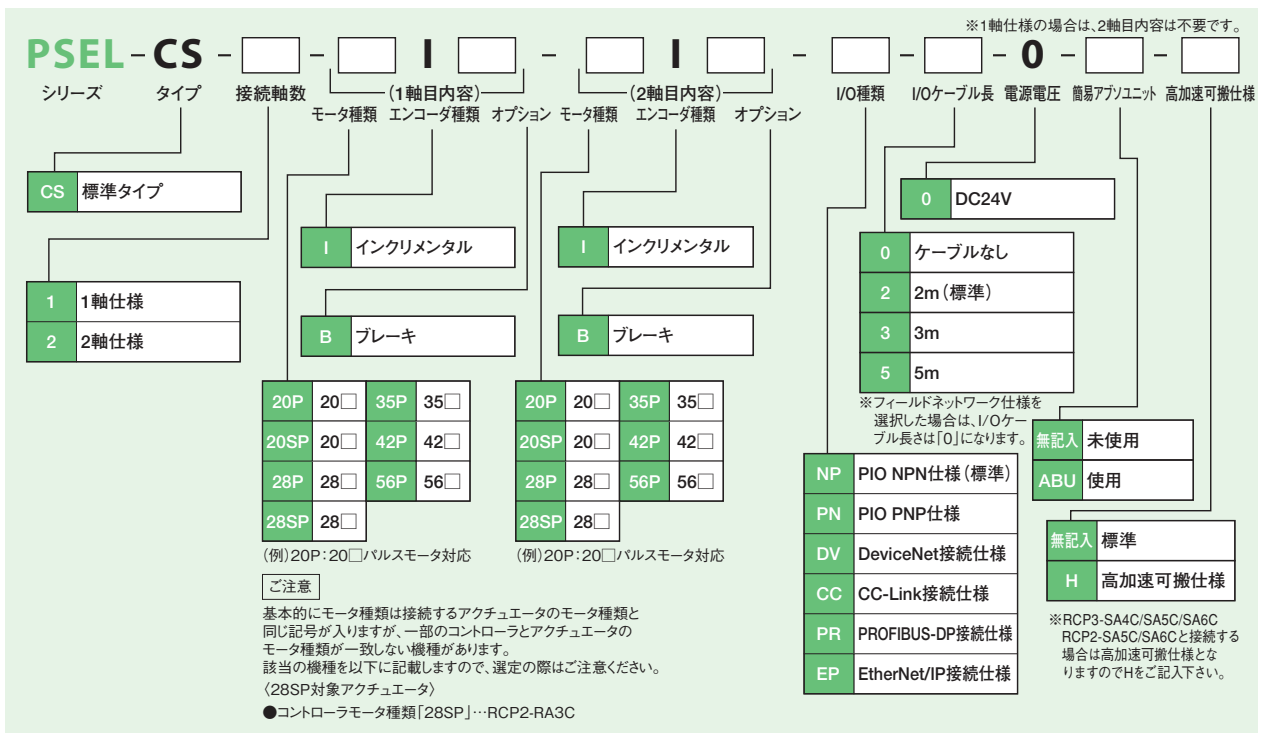 ※1軸仕様の場合は、2軸目内容は不要です。
PSEL-CS-□-□I□-□I□-□-□-0-□-□
シリーズ タイプ 接続軸数 (1軸目内容) (2軸目内容) I/O種類 I/Oケーブル長 電源電圧 簡易アブソユニット 高加速可搬仕様
モータ種類 エンコーダ種類 オプション モータ種類 エンコーダ種類 オプション
CS 標準タイプ
1 1軸仕様
2 2軸仕様
I インクリメンタル
B ブレーキ
20P 20□ 35P 35□
20SP 20□ 42P 42□
28P 28□ 56P 56□
28SP 28□
(例)20P:20□パルスモータ対応
ご注意
基本的にモータ種類は接続するアクチュエータのモータ種類と
同じ記号が入りますが、一部のコントローラとアクチュエータの
モータ種類が一致しない機種があります。
該当の機種を以下に記載しますので、選定の際はご注意ください。
〈28SP対象アクチュエータ〉
●コントローラモータ種類「28SP」…RCP2-RA3C
I インクリメンタル
B ブレーキ
20P 20□ 35P 35□
20SP 20□ 42P 42□
28P 28□ 56P 56□
28SP 28□
(例)20P:20□パルスモータ対応
0 DC24V
0 ケーブルなし
2 2m(標準)
3 3m
5 5m
※フィールドネットワーク仕様を
選択した場合は、I/Oケー
ブル長さは「0」になります。
NP PIO NPN仕様(標準)
PN PIO PNP仕様
DV DeviceNet接続仕様
CC CC-Link接続仕様
PR PROFIBUS-DP接続仕様
EP EtherNet/IP接続仕様
無記入 未使用
ABU 使用
無記入 標準
H 高加速可搬仕様
※RCP3-SA4C/SA5C/SA6C
RCP2-SA5C/SA6Cと接続する
場合は高加速可搬仕様とな
りますのでHをご記入下さい。